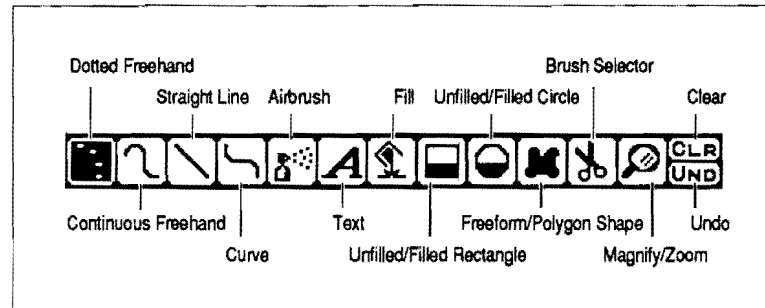 Dotted Freehand
Brush Selector
Straight Line Airbrush Fill Unfilled/Filled Circle Clear
A CLR
UND
Continuous Freehand Text Freeform/Polygon Shape Undo
Curve Unfilled/Filled Rectangle Magnify/Zoom